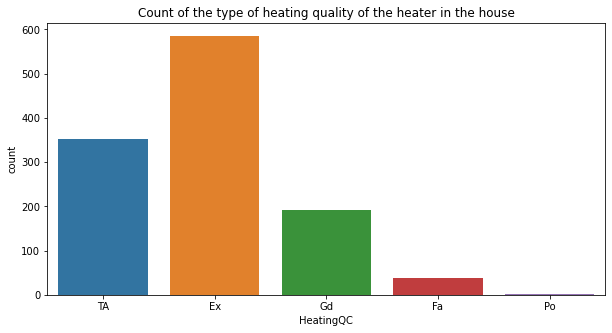 Count of the type of heating quality of the heater in the house
600
500
400
300
200
100
0
count
TA Ex Gd Fa Po
HeatingQC